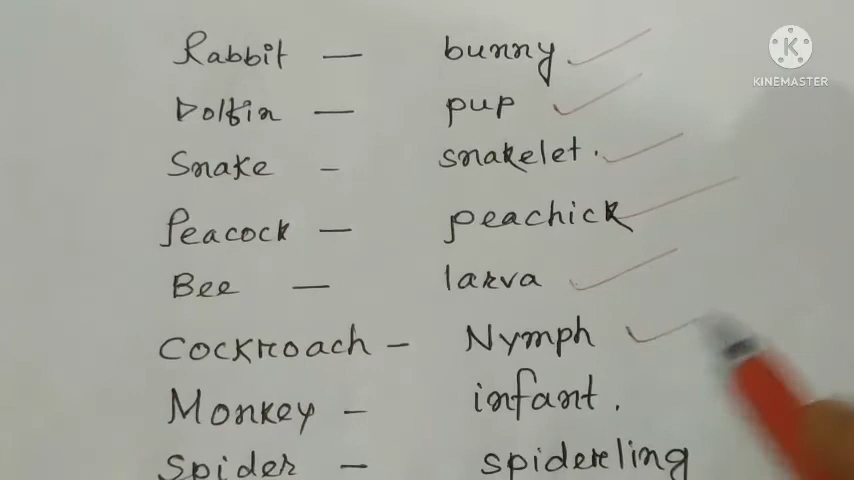 Rabbit — bunny
KINEMASTER
Dolfin — pup
Snake - snakelet.
Peacock — peachick
Bee — larva
Cockroach - Nymph
Monkey - infant.
Spider - spidereling